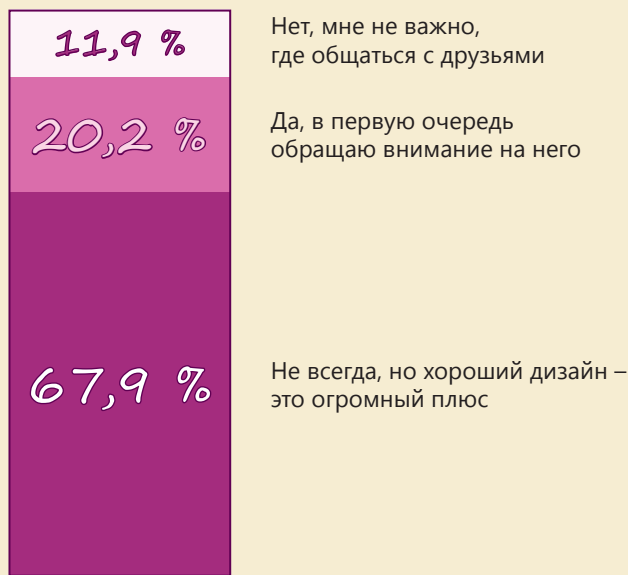 11,9 %
Нет, мне не важно,
где общаться с друзьями
20,2 %
Да, в первую очередь
обращаю внимание на него
67,9 %
Не всегда, но хороший дизайн –
это огромный плюс